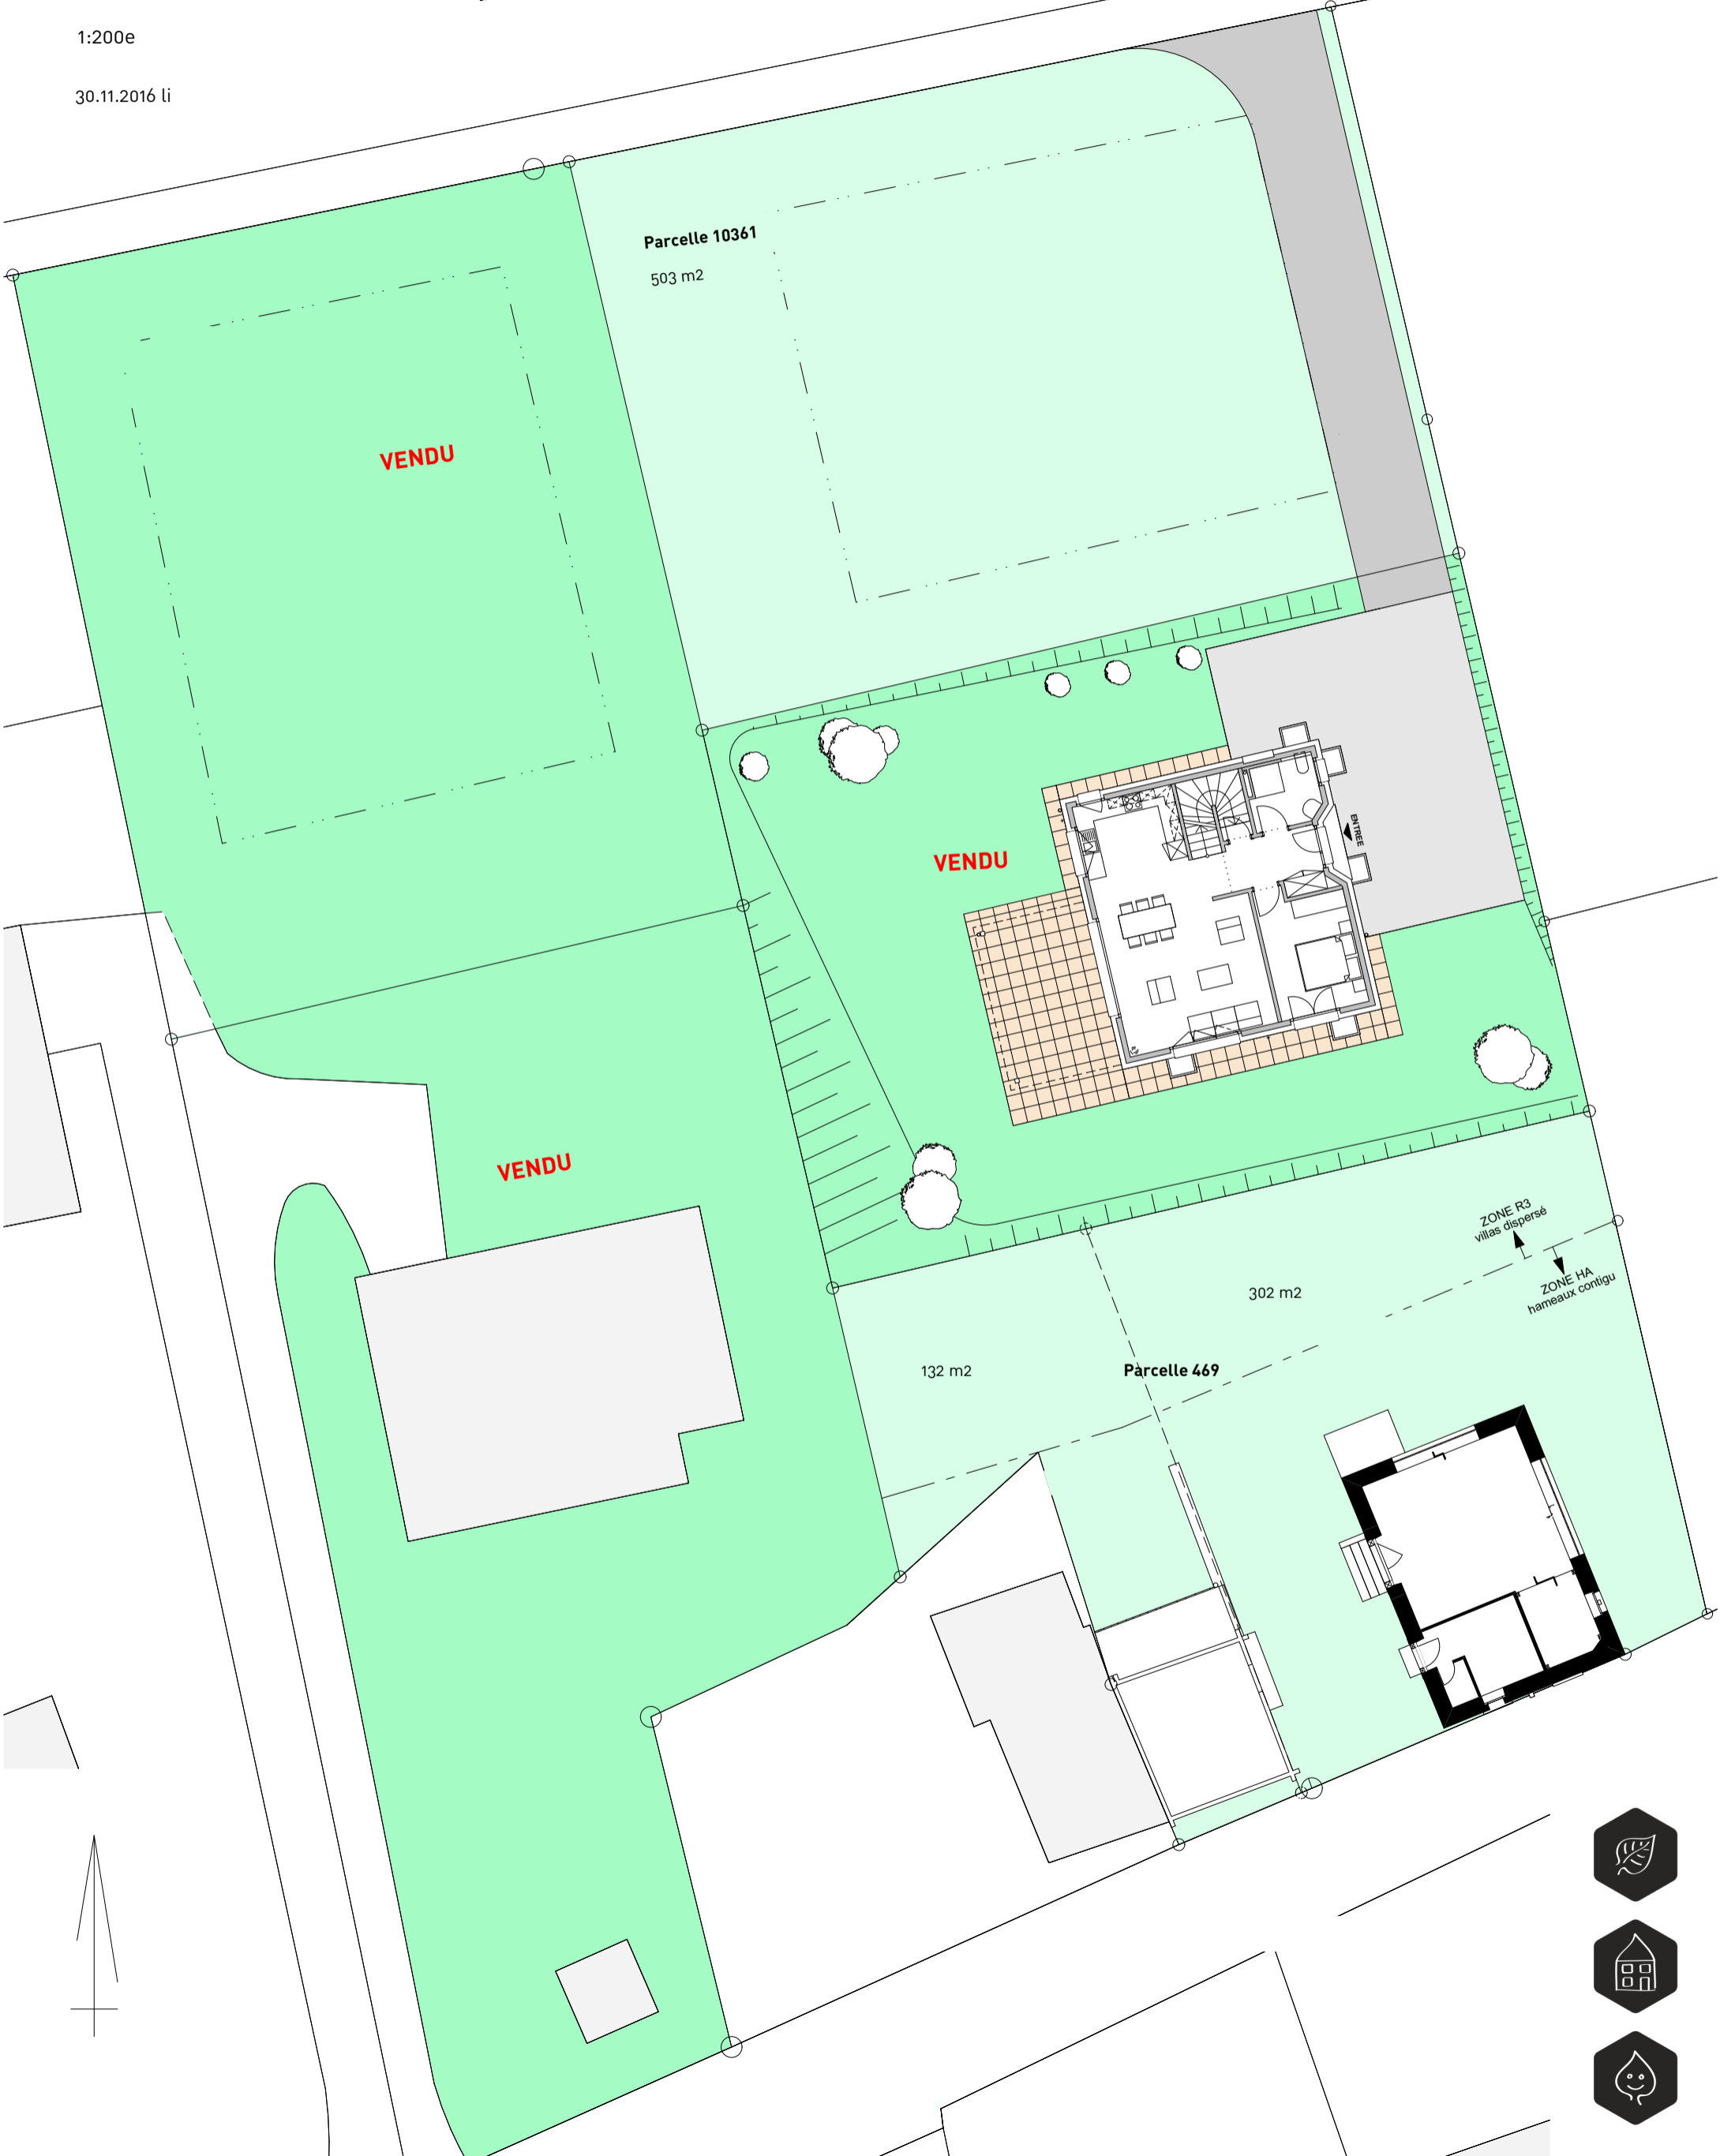 1:200e
30.11.2016 li
Parcelle 10361
503 m2
VENDU
VENDU
ENTREE
VENDU
ZONE R3
villas dispersé
ZONE HA
hameaux contigu
302 m2
132 m2
Parcelle 469